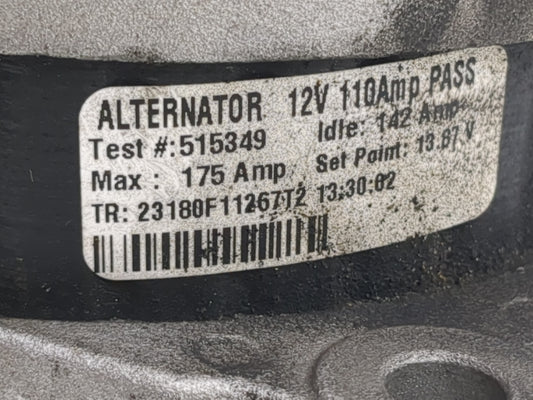 ALTERNATOR 12V 110Amp PASS
Test #:515349 Idle: 142 Amp
Max : 175 Amp Set Point: 13.87 V
TR: 23180F11267T2 13:30:02